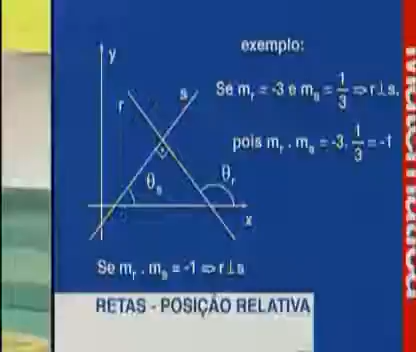 exemplo:
y
r
s
Se mᵣ = -3 e mₛ = 1/3 ⇒ r⊥s,
pois mᵣ . mₛ = -3. 1/3 = -1
θₛ
θᵣ
x
Se mᵣ . mₛ = -1 ⇒ r⊥s
RETAS - POSIÇÃO RELATIVA